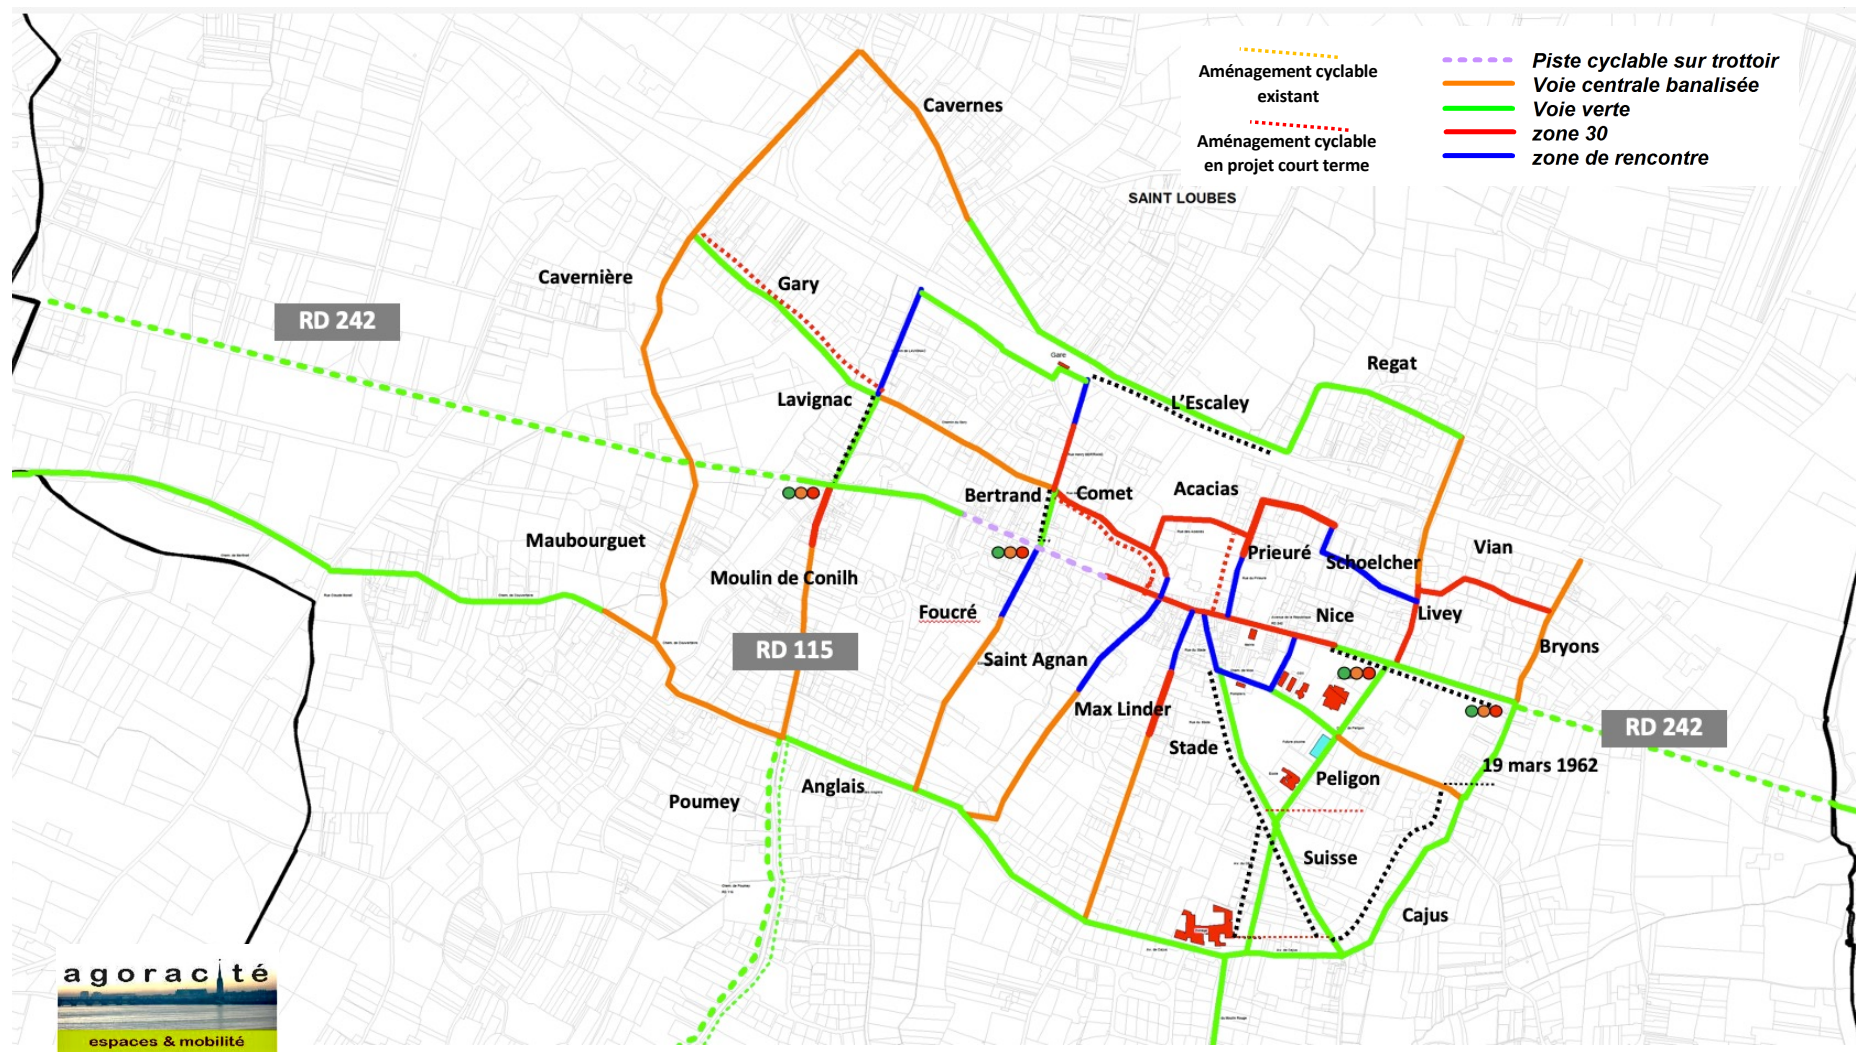 Aménagement cyclable
existant
Aménagement cyclable
en projet court terme
Piste cyclable sur trottoir
Voie centrale banalisée
Voie verte
zone 30
zone de rencontre
Cavernes
SAINT LOUBES
Cavernière
Gary
RD 242
Gare
Regat
Lavignac
L'Escaley
Bertrand
Comet
Acacias
Maubourguet
Prieuré
Schoelcher
Vian
Moulin de Conilh
Foucré
Nice
Livey
RD 115
Saint Agnan
Bryons
Max Linder
Stade
RD 242
Peligon
19 mars 1962
Poumey
Anglais
Suisse
Cajus
agoracité
espaces & mobilité